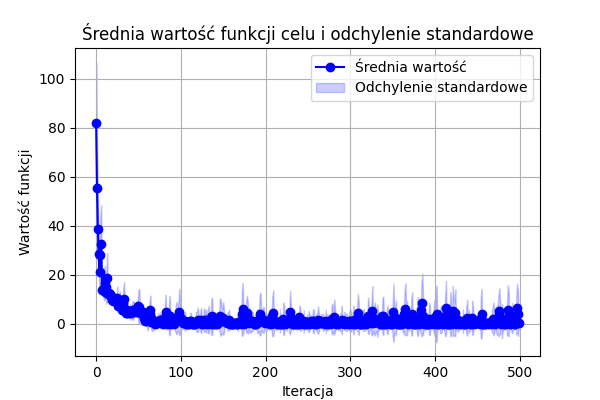 Średnia wartość funkcji celu i odchylenie standardowe
Średnia wartość
Odchylenie standardowe
Wartość funkcji
100
80
60
40
20
0
0 100 200 300 400 500
Iteracja